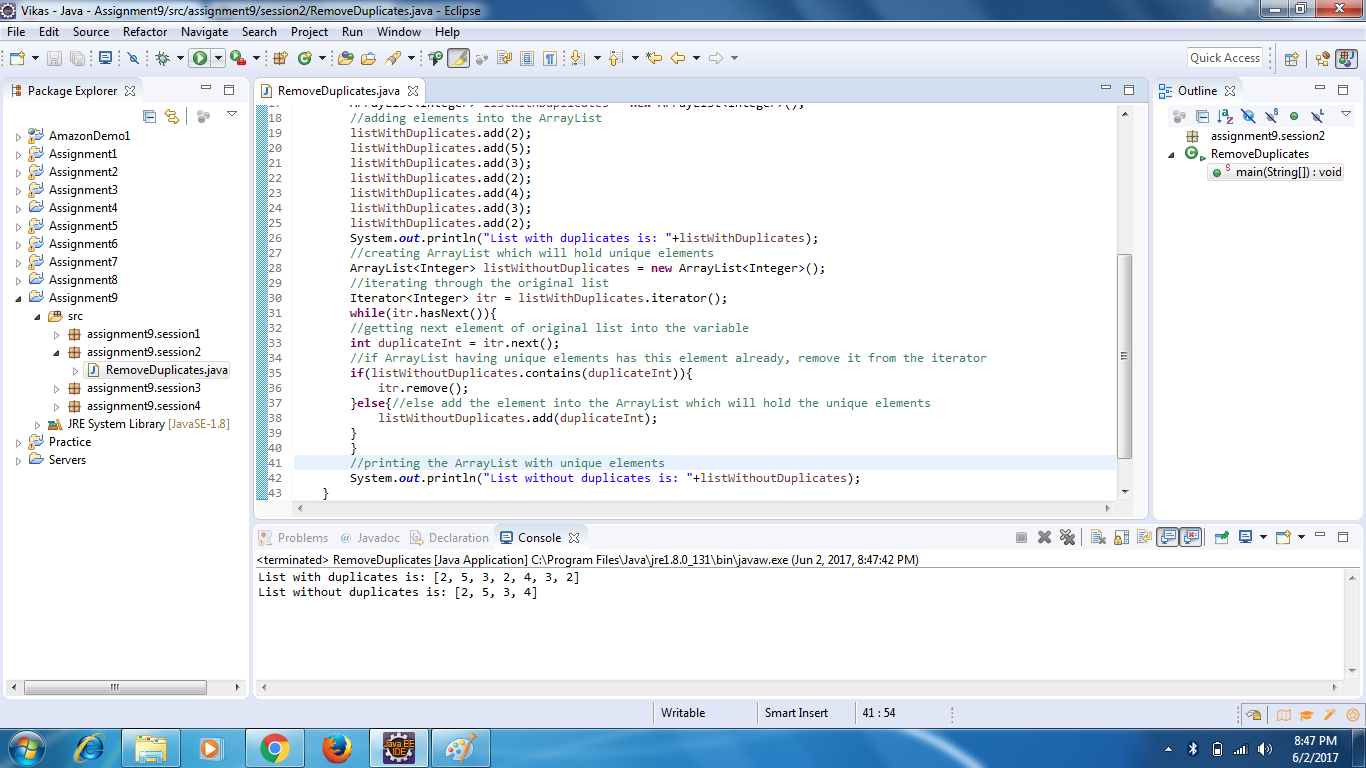 Vikas - Java - Assignment9/src/assignment9/session2/RemoveDuplicates.java - Eclipse
File Edit Source Refactor Navigate Search Project Run Window Help
Quick Access
Package Explorer
AmazonDemo1
Assignment1
Assignment2
Assignment3
Assignment4
Assignment5
Assignment6
Assignment7
Assignment8
Assignment9
src
assignment9.session1
assignment9.session2
RemoveDuplicates.java
assignment9.session3
assignment9.session4
JRE System Library [JavaSE-1.8]
Practice
Servers
RemoveDuplicates.java
17 ArrayList<Integer> listWithDuplicates = new ArrayList<Integer>();
18 //adding elements into the ArrayList
19 listWithDuplicates.add(2);
20 listWithDuplicates.add(5);
21 listWithDuplicates.add(3);
22 listWithDuplicates.add(2);
23 listWithDuplicates.add(4);
24 listWithDuplicates.add(3);
25 listWithDuplicates.add(2);
26 System.out.println("List with duplicates is: "+listWithDuplicates);
27 //creating ArrayList which will hold unique elements
28 ArrayList<Integer> listWithoutDuplicates = new ArrayList<Integer>();
29 //iterating through the original list
30 Iterator<Integer> itr = listWithDuplicates.iterator();
31 while(itr.hasNext()){
32 //getting next element of original list into the variable
33 int duplicateInt = itr.next();
34 //if ArrayList having unique elements has this element already, remove it from the iterator
35 if(listWithoutDuplicates.contains(duplicateInt)){
36 itr.remove();
37 }else{//else add the element into the ArrayList which will hold the unique elements
38 listWithoutDuplicates.add(duplicateInt);
39 }
40 }
41 //printing the ArrayList with unique elements
42 System.out.println("List without duplicates is: "+listWithoutDuplicates);
43 }
Outline
assignment9.session2
RemoveDuplicates
main(String[]) : void
Problems @ Javadoc Declaration Console
<terminated> RemoveDuplicates [Java Application] C:\Program Files\Java\jre1.8.0_131\bin\javaw.exe (Jun 2, 2017, 8:47:42 PM)
List with duplicates is: [2, 5, 3, 2, 4, 3, 2]
List without duplicates is: [2, 5, 3, 4]
Writable Smart Insert 41 : 54
Java EE
IDE
8:47 PM
6/2/2017